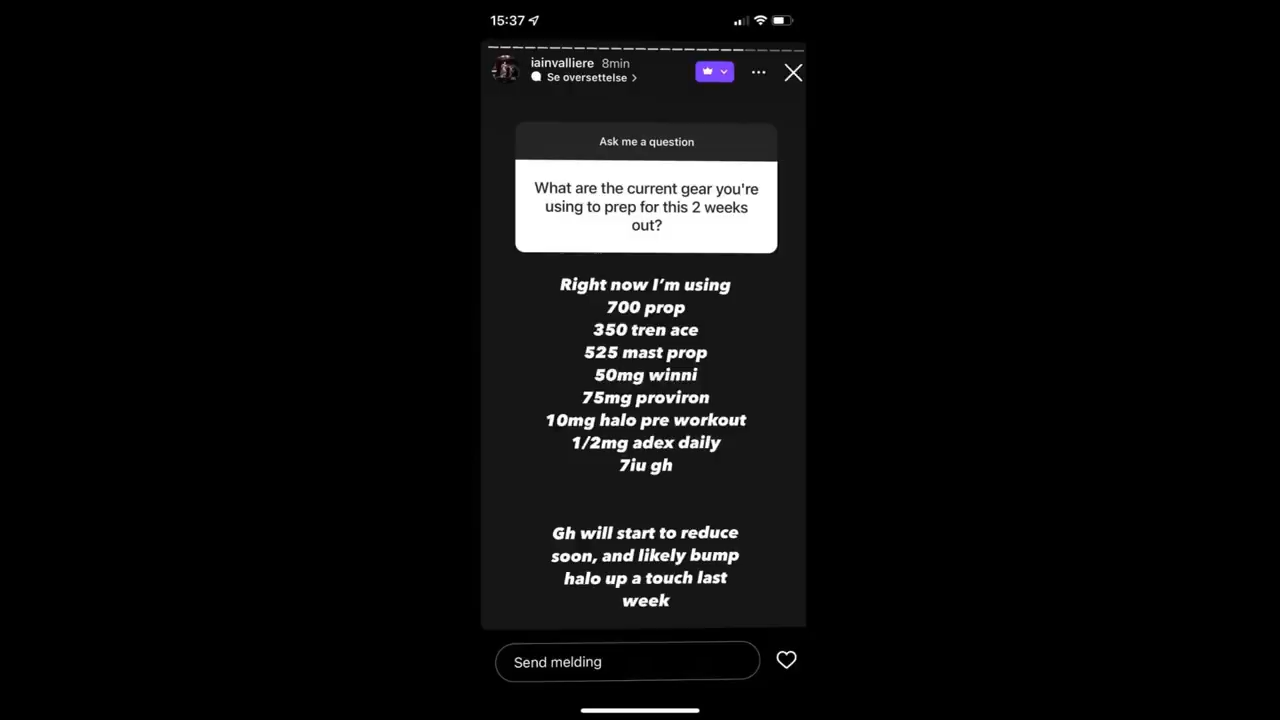 15:37
iainvalliere 8min
Se oversettelse
Ask me a question
What are the current gear you're
using to prep for this 2 weeks
out?
Right now I'm using
700 prop
350 tren ace
525 mast prop
50mg winni
75mg proviron
10mg halo pre workout
1/2mg adex daily
7iu gh
Gh will start to reduce
soon, and likely bump
halo up a touch last
week
Send melding